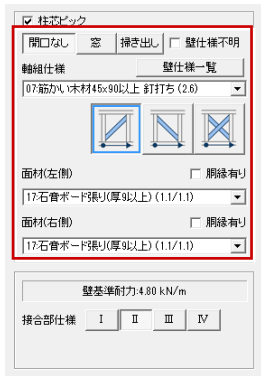 柱芯ピック
開口なし 窓 掃き出し 壁仕様不明
軸組仕様 壁仕様一覧
07:筋かい木材45x90以上 釘打ち (2.6)
面材(左側) 胴縁有り
17:石膏ボード張り(厚9以上) (1.1/1.1)
面材(右側) 胴縁有り
17:石膏ボード張り(厚9以上) (1.1/1.1)
壁基準耐力:4.80 kN/m
接合部仕様 Ⅰ Ⅱ Ⅲ Ⅳ